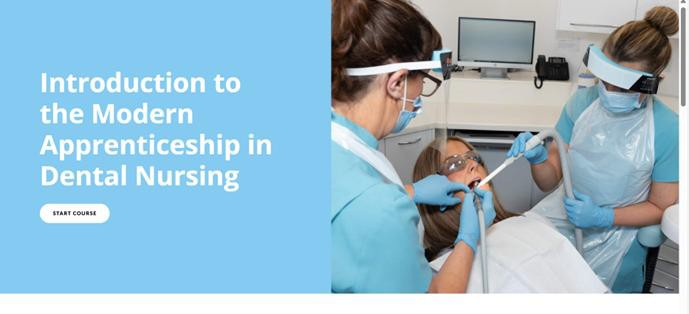 Introduction to
the Modern
Apprenticeship in
Dental Nursing
START COURSE